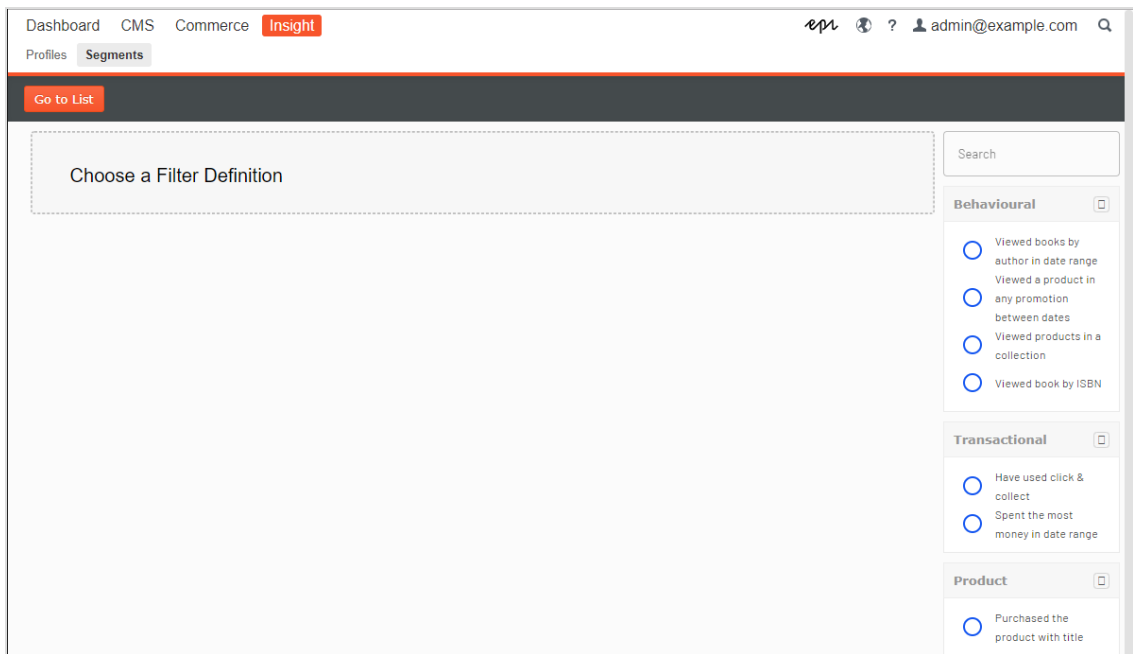 Dashboard CMS Commerce Insight epi ? admin@example.com
Profiles Segments
Go to List
Choose a Filter Definition
Search
Behavioural
Viewed books by
author in date range
Viewed a product in
any promotion
between dates
Viewed products in a
collection
Viewed book by ISBN
Transactional
Have used click &
collect
Spent the most
money in date range
Product
Purchased the
product with title